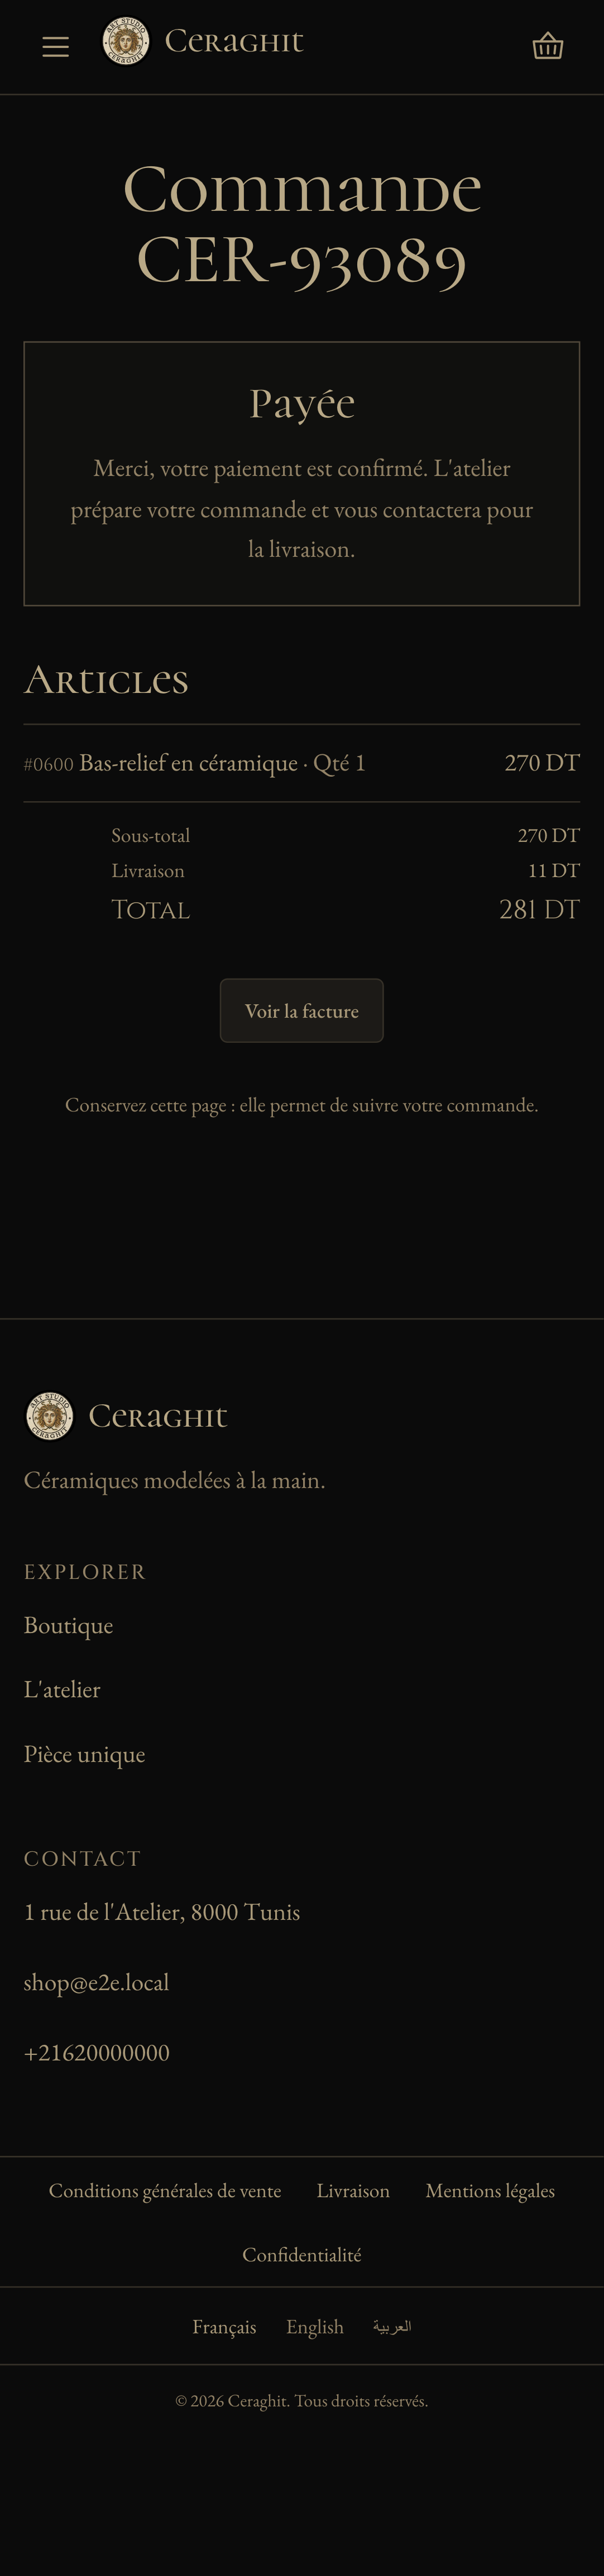 ART STUDIO
Ceraghit
Commande
CER-93089
Payée
Merci, votre paiement est confirmé. L'atelier
prépare votre commande et vous contactera pour
la livraison.
Articles
#0600 Bas-relief en céramique · Qté 1 270 DT
Sous-total 270 DT
Livraison 11 DT
Total 281 DT
Voir la facture
Conservez cette page : elle permet de suivre votre commande.
ART STUDIO
Ceraghit
Céramiques modelées à la main.
EXPLORER
Boutique
L'atelier
Pièce unique
CONTACT
1 rue de l'Atelier, 8000 Tunis
shop@e2e.local
+21620000000
Conditions générales de vente Livraison Mentions légales
Confidentialité
Français English العربية
© 2026 Ceraghit. Tous droits réservés.